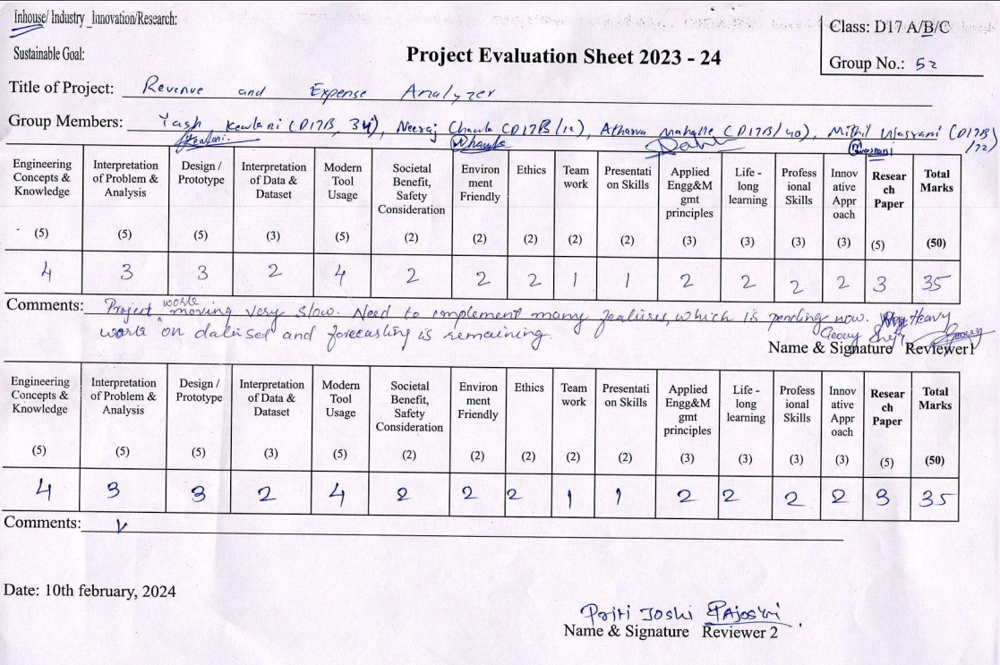 Inhouse/ Industry_Innovation/Research:
Class: D17 A/B/C
Sustainable Goal:
Project Evaluation Sheet 2023 - 24
Group No.: 52
Title of Project: Revenue and Expense Analyzer
Group Members: Yash Kewlani (D17B, 34), Neeraj Chawla (D17B/12), Atharva Mahalle (D17B/40), Mithil (D17B/72)
Engineering Concepts & Knowledge (5) | Interpretation of Problem & Analysis (5) | Design / Prototype (5) | Interpretation of Data & Dataset (3) | Modern Tool Usage (5) | Societal Benefit, Safety Consideration (2) | Environ ment Friendly (2) | Ethics (2) | Team work (2) | Presentati on Skills (2) | Applied Engg&M gmt principles (3) | Life - long learning (3) | Profess ional Skills (3) | Innov ative Appr oach (3) | Resear ch Paper (5) | Total Marks (50)
4 3 3 2 4 2 2 2 1 1 2 2 2 2 3 35
Comments: Project work moving very slow. Need to implement many features, which is pending now. Heavy
work on dataset and forecasting is remaining.
Name & Signature Reviewer1
Engineering Concepts & Knowledge (5) | Interpretation of Problem & Analysis (5) | Design / Prototype (5) | Interpretation of Data & Dataset (3) | Modern Tool Usage (5) | Societal Benefit, Safety Consideration (2) | Environ ment Friendly (2) | Ethics (2) | Team work (2) | Presentati on Skills (2) | Applied Engg&M gmt principles (3) | Life - long learning (3) | Profess ional Skills (3) | Innov ative Appr oach (3) | Resear ch Paper (5) | Total Marks (50)
4 3 3 2 4 2 2 2 1 1 2 2 2 2 3 35
Comments:
Date: 10th february, 2024
Priti Joshi PAJoshi
Name & Signature Reviewer 2